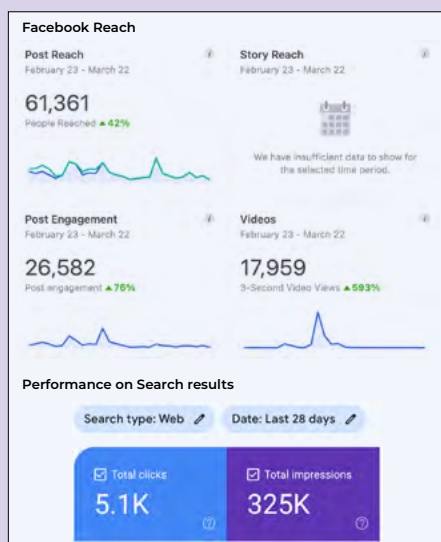 Facebook Reach
Post Reach
February 23 - March 22
61,361
People Reached ▲ 42%
Story Reach
February 23 - March 22
We have insufficient data to show for
the selected time period.
Post Engagement
February 23 - March 22
26,582
Post engagement ▲ 76%
Videos
February 23 - March 22
17,959
3-Second Video Views ▲ 593%
Performance on Search results
Search type: Web
Date: Last 28 days
Total clicks
5.1K
Total impressions
325K